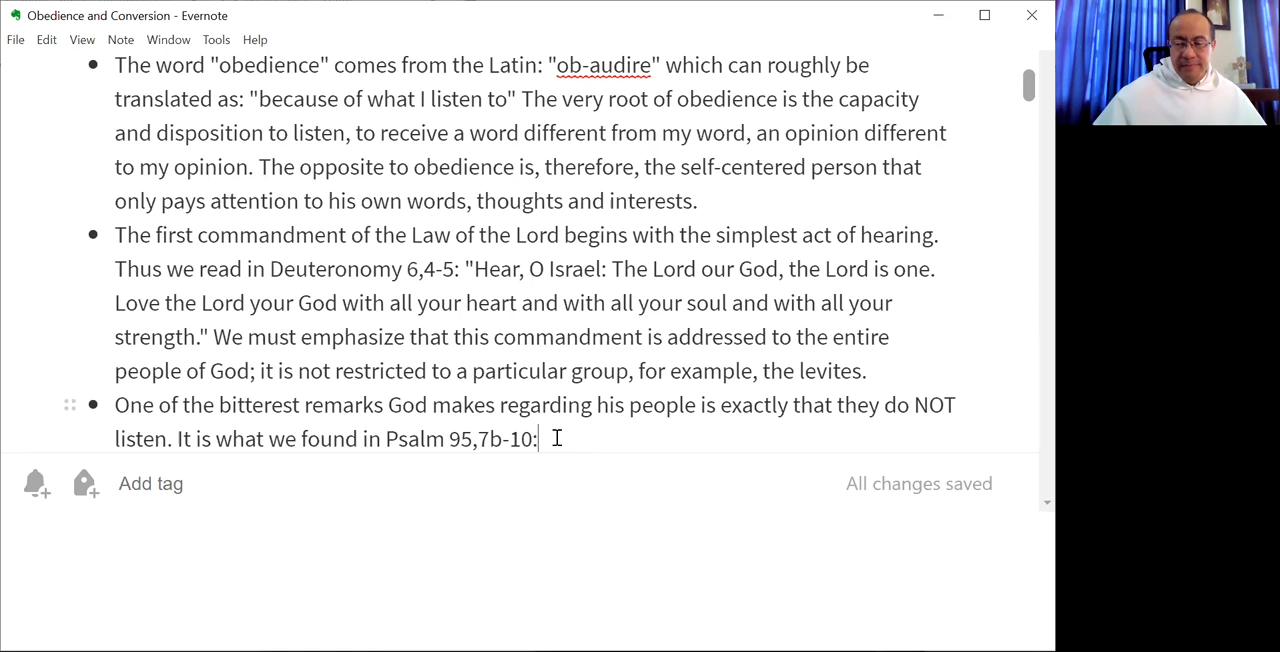 Obedience and Conversion - Evernote
File Edit View Note Window Tools Help
The word "obedience" comes from the Latin: "ob-audire" which can roughly be
translated as: "because of what I listen to" The very root of obedience is the capacity
and disposition to listen, to receive a word different from my word, an opinion different
to my opinion. The opposite to obedience is, therefore, the self-centered person that
only pays attention to his own words, thoughts and interests.
The first commandment of the Law of the Lord begins with the simplest act of hearing.
Thus we read in Deuteronomy 6,4-5: "Hear, O Israel: The Lord our God, the Lord is one.
Love the Lord your God with all your heart and with all your soul and with all your
strength." We must emphasize that this commandment is addressed to the entire
people of God; it is not restricted to a particular group, for example, the levites.
One of the bitterest remarks God makes regarding his people is exactly that they do NOT
listen. It is what we found in Psalm 95,7b-10:
Add tag
All changes saved